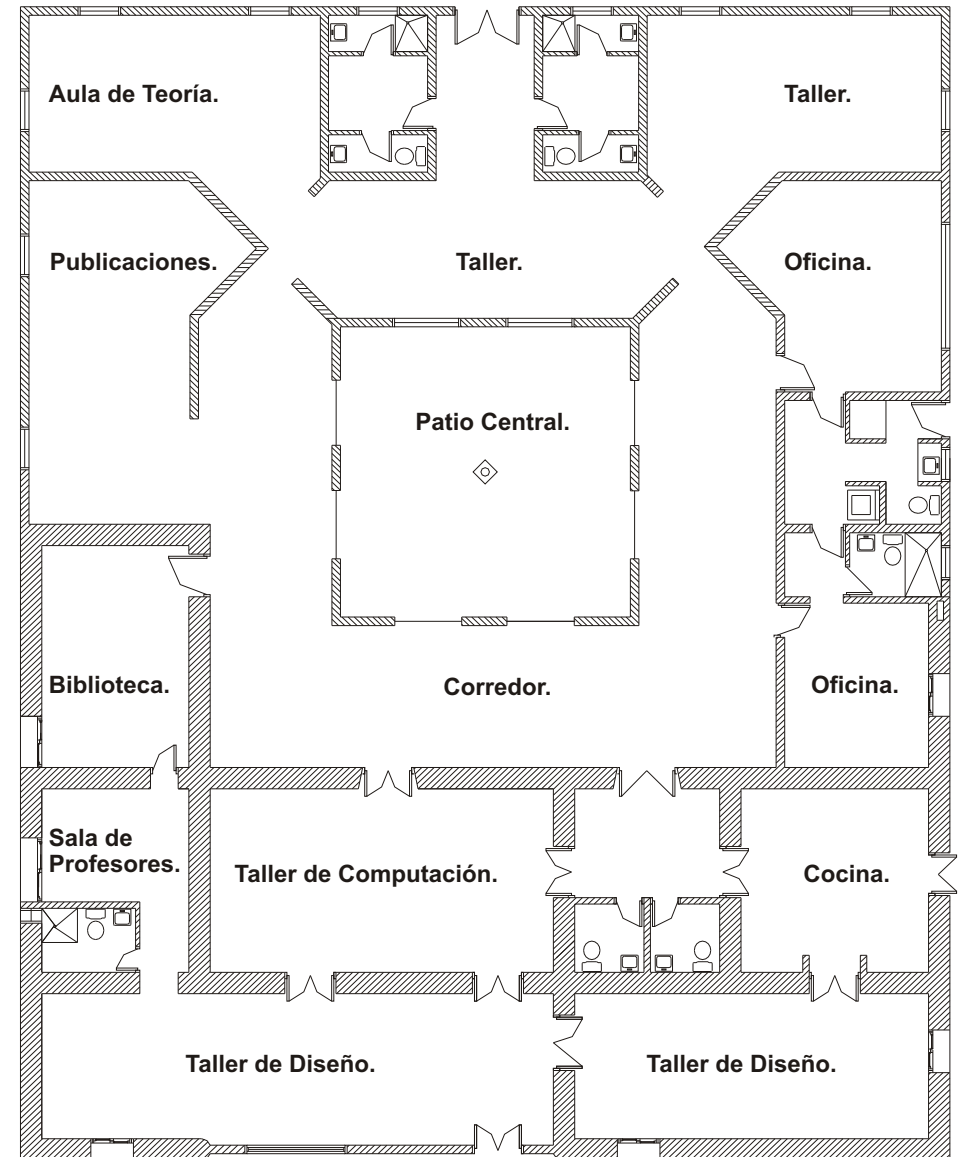 Aula de Teoría.
Taller.
Publicaciones.
Taller.
Oficina.
Patio Central.
Biblioteca.
Corredor.
Oficina.
Sala de
Profesores.
Taller de Computación.
Cocina.
Taller de Diseño.
Taller de Diseño.